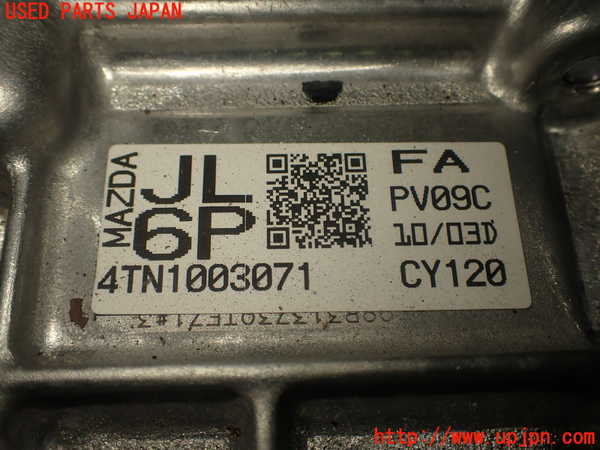 USED PARTS JAPAN
MAZDA
JL
6P
FA
PV09C
10/03D
4TN1003071
CY120
http://www.upjpn.com/